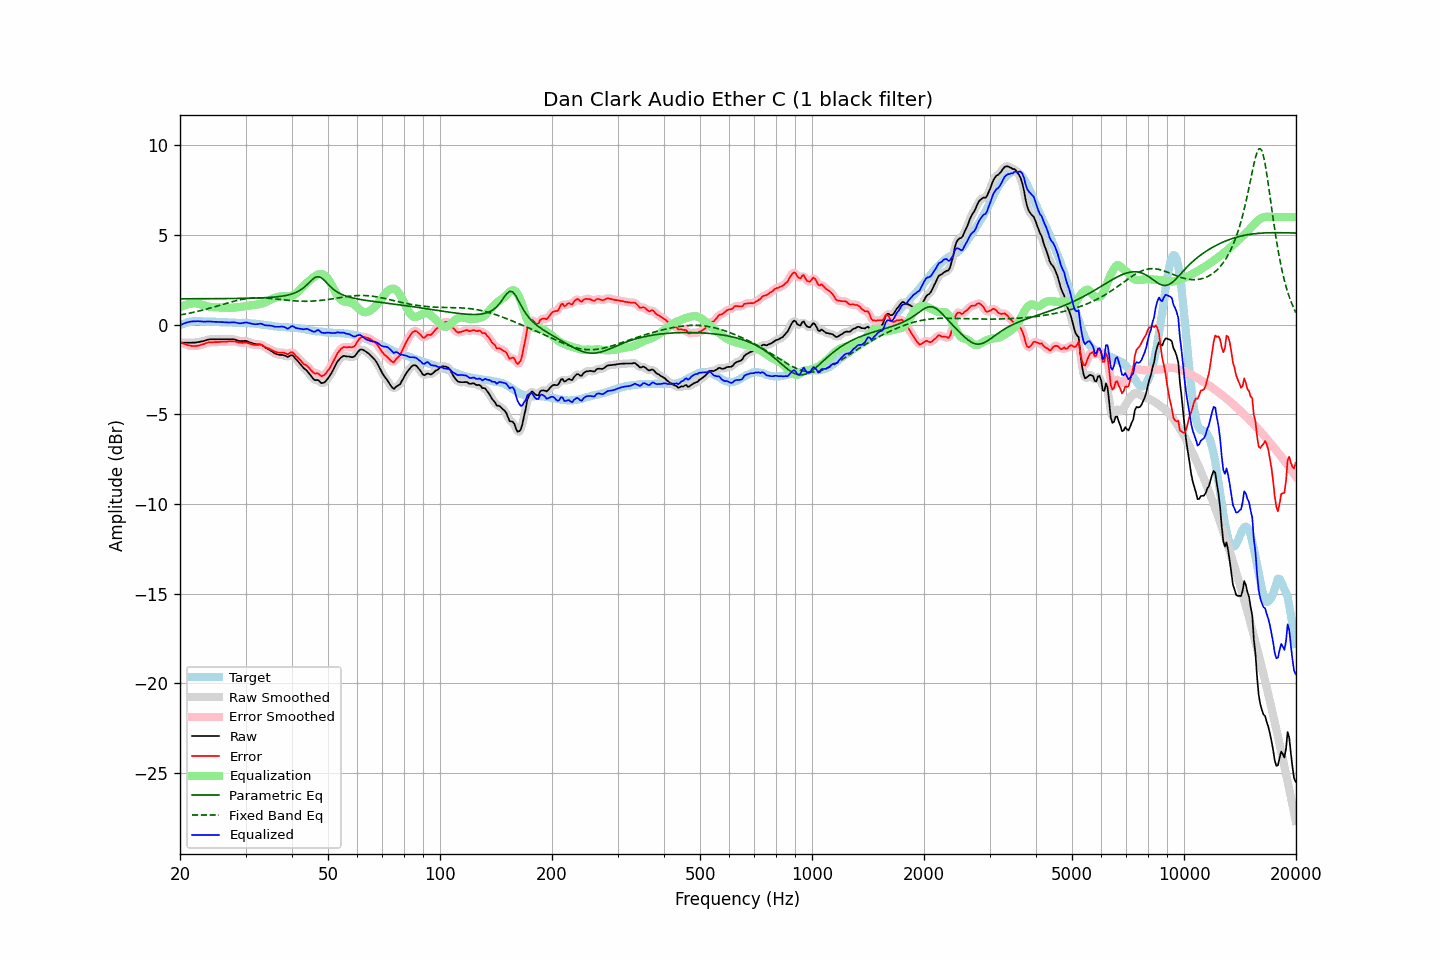 Dan Clark Audio Ether C (1 black filter)
10
5
0
−5
−10
−15
−20
−25
Amplitude (dBr)
Target
Raw Smoothed
Error Smoothed
Raw
Error
Equalization
Parametric Eq
Fixed Band Eq
Equalized
20 50 100 200 500 1000 2000 5000 10000 20000
Frequency (Hz)